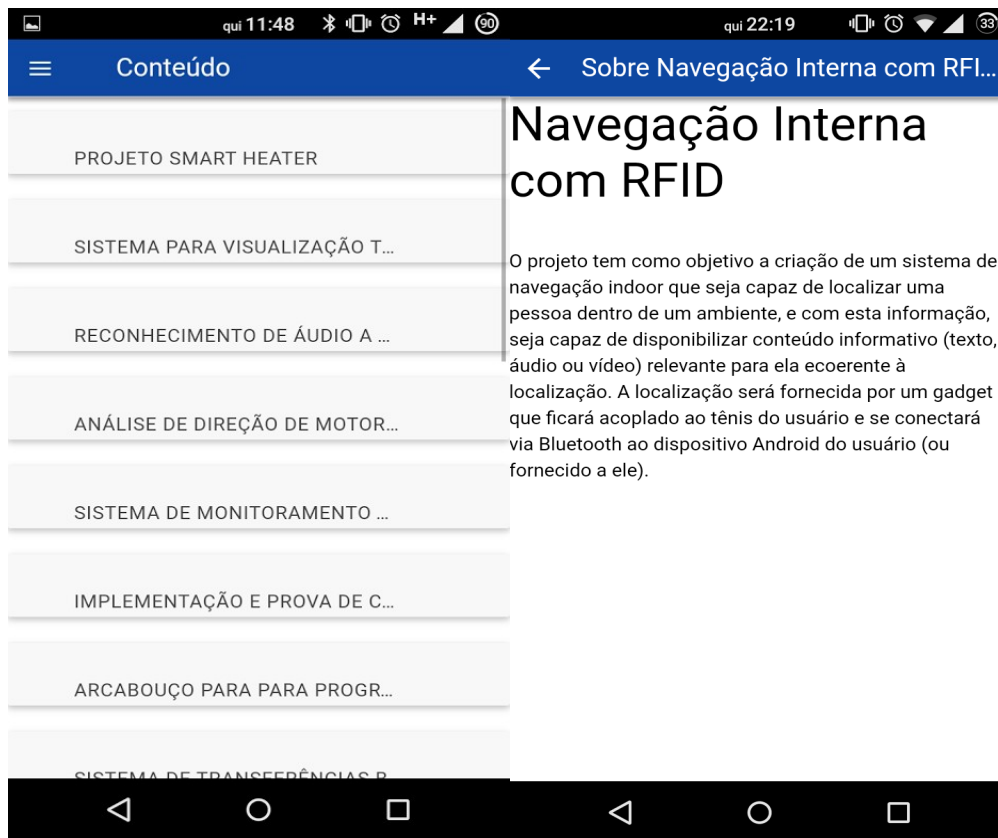 qui 11:48
H+
90
Conteúdo
PROJETO SMART HEATER
SISTEMA PARA VISUALIZAÇÃO T...
RECONHECIMENTO DE ÁUDIO A ...
ANÁLISE DE DIREÇÃO DE MOTOR...
SISTEMA DE MONITORAMENTO ...
IMPLEMENTAÇÃO E PROVA DE C...
ARCABOUÇO PARA PARA PROGR...
SISTEMA DE TRANSFERÊNCIAS B
qui 22:19
33
Sobre Navegação Interna com RFI...
Navegação Interna
com RFID
O projeto tem como objetivo a criação de um sistema de
navegação indoor que seja capaz de localizar uma
pessoa dentro de um ambiente, e com esta informação,
seja capaz de disponibilizar conteúdo informativo (texto,
áudio ou vídeo) relevante para ela ecoerente à
localização. A localização será fornecida por um gadget
que ficará acoplado ao tênis do usuário e se conectará
via Bluetooth ao dispositivo Android do usuário (ou
fornecido a ele).